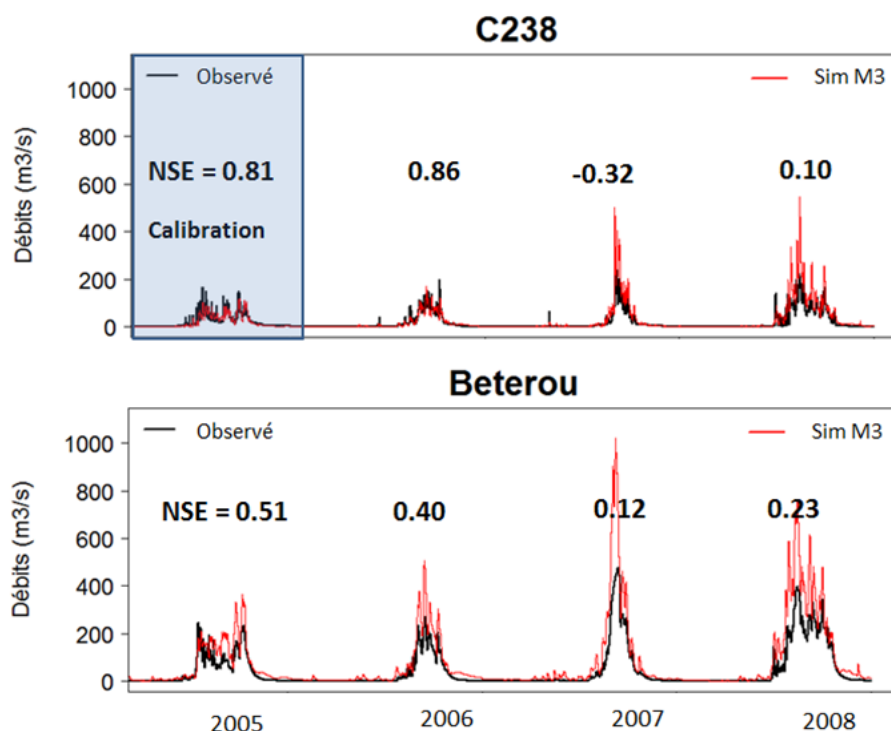 C238
Observé
Sim M3
Débits (m3/s)
1000
800
600
400
200
0
NSE = 0.81
0.86
-0.32
0.10
Calibration
Beterou
Observé
Sim M3
Débits (m3/s)
1000
800
600
400
200
0
NSE = 0.51
0.40
0.12
0.23
2005
2006
2007
2008